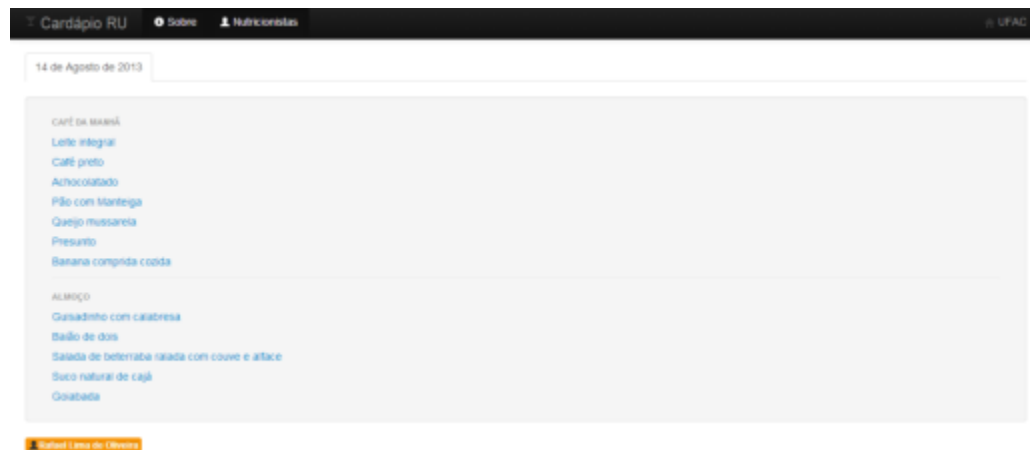 Cardápio RU Sobre Nutricionistas UFAC
14 de Agosto de 2013
CAFÉ DA MANHÃ
Leite integral
Café preto
Achocolatado
Pão com Manteiga
Queijo mussarela
Presunto
Banana comprida cozida
ALMOÇO
Guisadinho com calabresa
Baião de dois
Salada de beterraba ralada com couve e alface
Suco natural de cajá
Goiabada
Rafael Lima de Oliveira